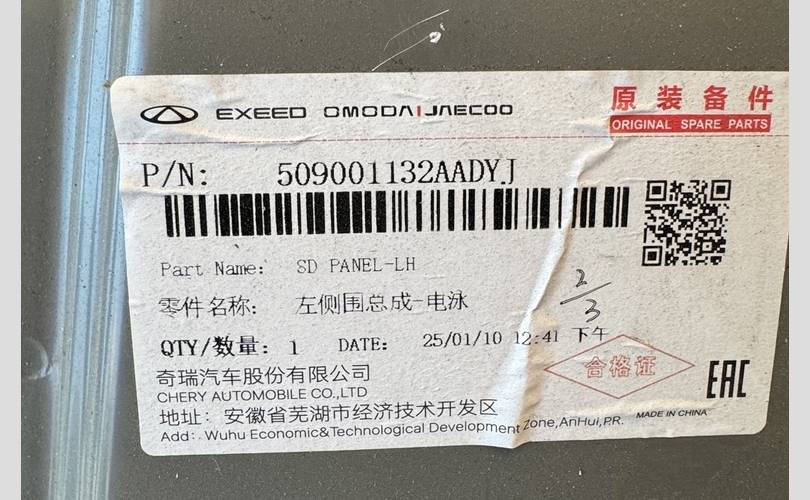 EXEED OMODA|JAECOO
原装备件
ORIGINAL SPARE PARTS
P/N: 509001132AADYJ
Part Name: SD PANEL-LH
零件名称: 左侧围总成-电泳
2/3
QTY/数量: 1 DATE: 25/01/10 12:41 下午
合格证
奇瑞汽车股份有限公司
CHERY AUTOMOBILE CO.,LTD
EAC
地址: 安徽省芜湖市经济技术开发区
MADE IN CHINA
Add:. Wuhu Economic&Technological Development Zone,AnHui,P.R.